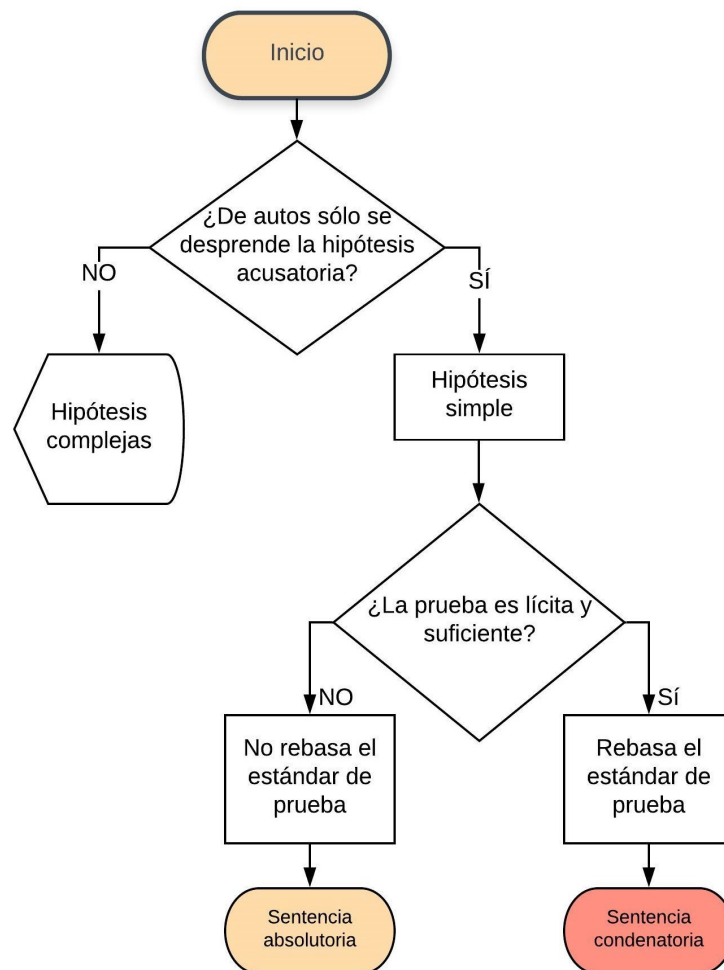 Inicio
¿De autos sólo se
desprende la hipótesis
acusatoria?
NO
SÍ
Hipótesis
complejas
Hipótesis
simple
¿La prueba es lícita y
suficiente?
NO
Sí
No rebasa el
estándar de
prueba
Rebasa el
estándar de
prueba
Sentencia
absolutoria
Sentencia
condenatoria